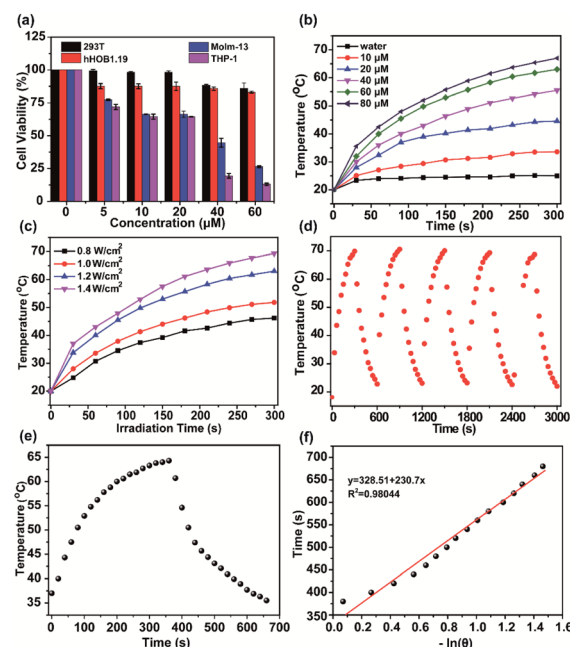 (a)
293T
hHOB1.19
Molm-13
THP-1
Cell Viability (%)
100
75
50
25
0
0 5 10 20 40 60
Concentration (μM)
(b)
water
10 μM
20 μM
40 μM
60 μM
80 μM
Temperature (°C)
70
60
50
40
30
20
0 50 100 150 200 250 300
Time (s)
(c)
0.8 W/cm²
1.0 W/cm²
1.2 W/cm²
1.4 W/cm²
Temperature (°C)
70
60
50
40
30
20
0 50 100 150 200 250 300
Irradiation Time (s)
(d)
Temperature (°C)
70
60
50
40
30
20
0 600 1200 1800 2400 3000
Time (s)
(e)
Temperature (°C)
65
60
55
50
45
40
35
0 100 200 300 400 500 600 700
Time (s)
(f)
y=328.51+230.7x
R²=0.98044
Time (s)
700
650
600
550
500
450
400
350
0.0 0.2 0.4 0.6 0.8 1.0 1.2 1.4 1.6
- ln(θ)